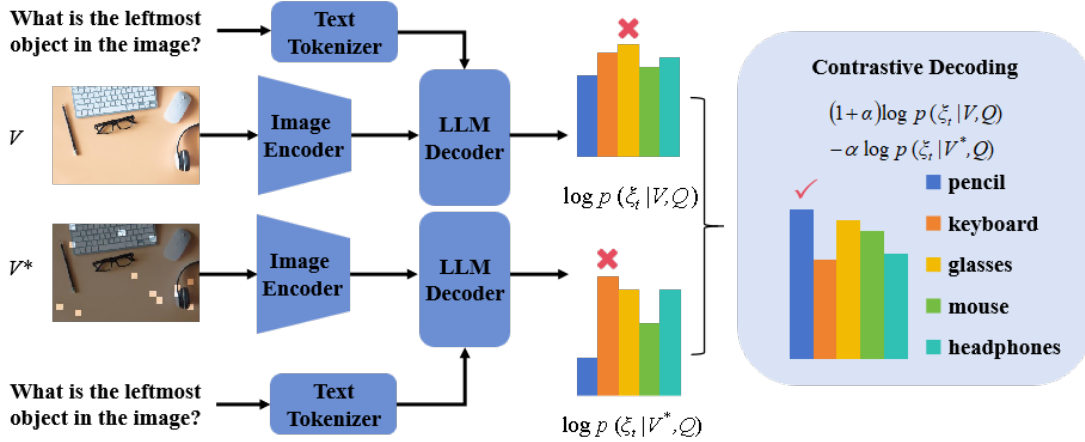 What is the leftmost
object in the image?
Text
Tokenizer
V
Image
Encoder
LLM
Decoder
log p (ξₜ | V,Q)
V*
Image
Encoder
LLM
Decoder
log p (ξₜ | V*,Q)
What is the leftmost
object in the image?
Text
Tokenizer
Contrastive Decoding
(1+α)log p (ξₜ | V,Q)
−α log p (ξₜ | V*,Q)
pencil
keyboard
glasses
mouse
headphones